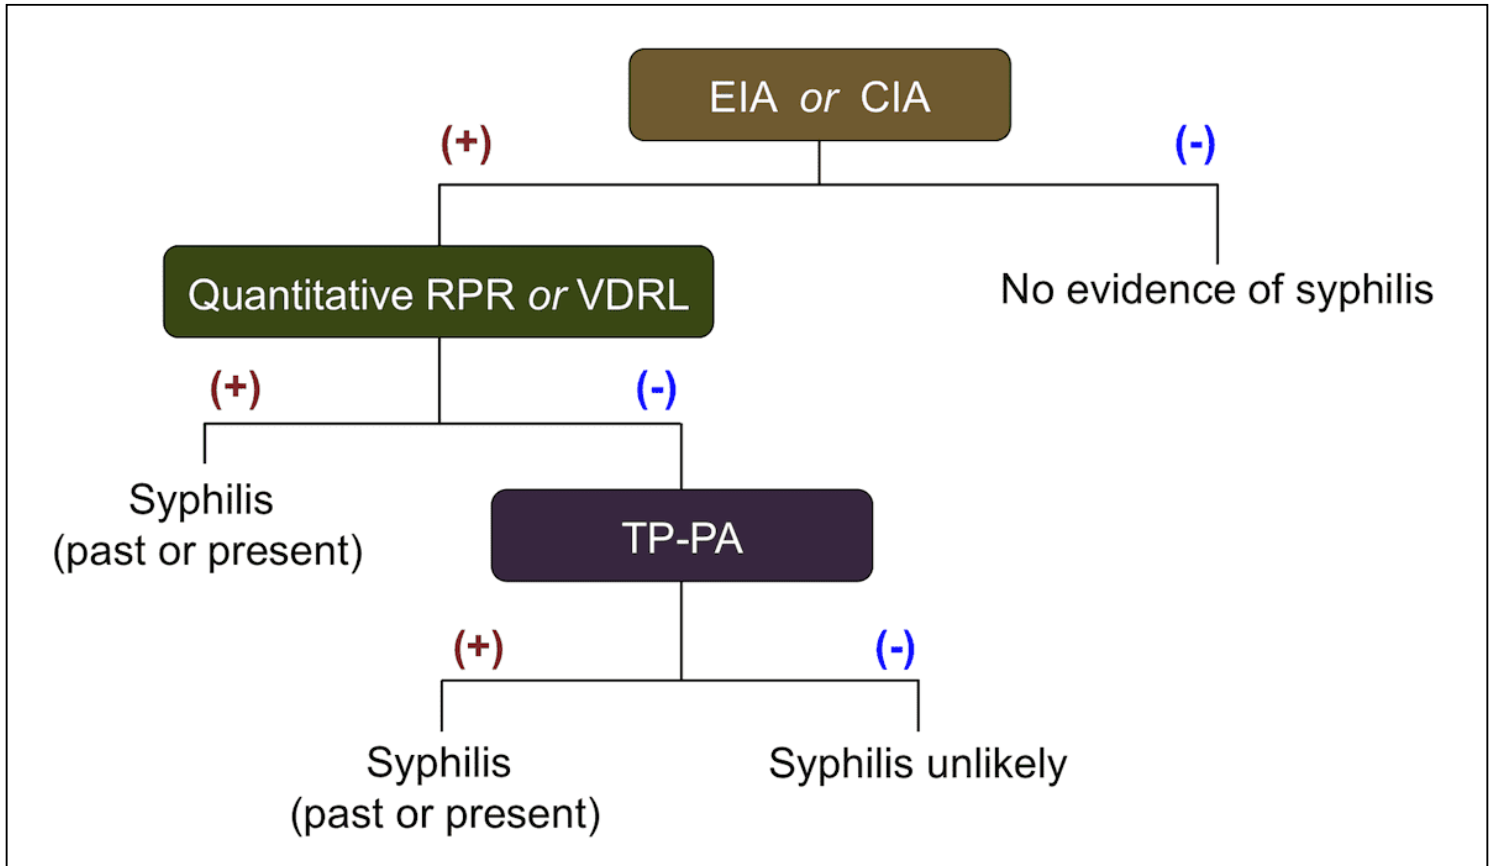 EIA or CIA
(+)
(-)
Quantitative RPR or VDRL
No evidence of syphilis
(+)
(-)
Syphilis
(past or present)
TP-PA
(+)
(-)
Syphilis
(past or present)
Syphilis unlikely